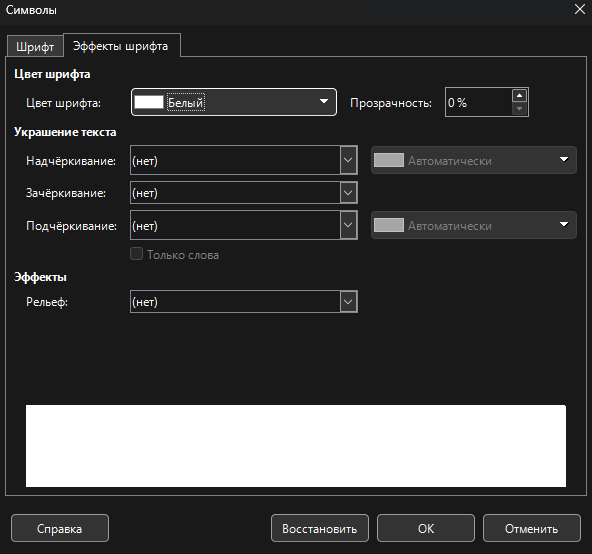 Символы
Шрифт Эффекты шрифта
Цвет шрифта
Цвет шрифта: Белый Прозрачность: 0 %
Украшение текста
Надчёркивание: (нет) Автоматически
Зачёркивание: (нет)
Подчёркивание: (нет) Автоматически
Только слова
Эффекты
Рельеф: (нет)
Справка Восстановить ОК Отменить